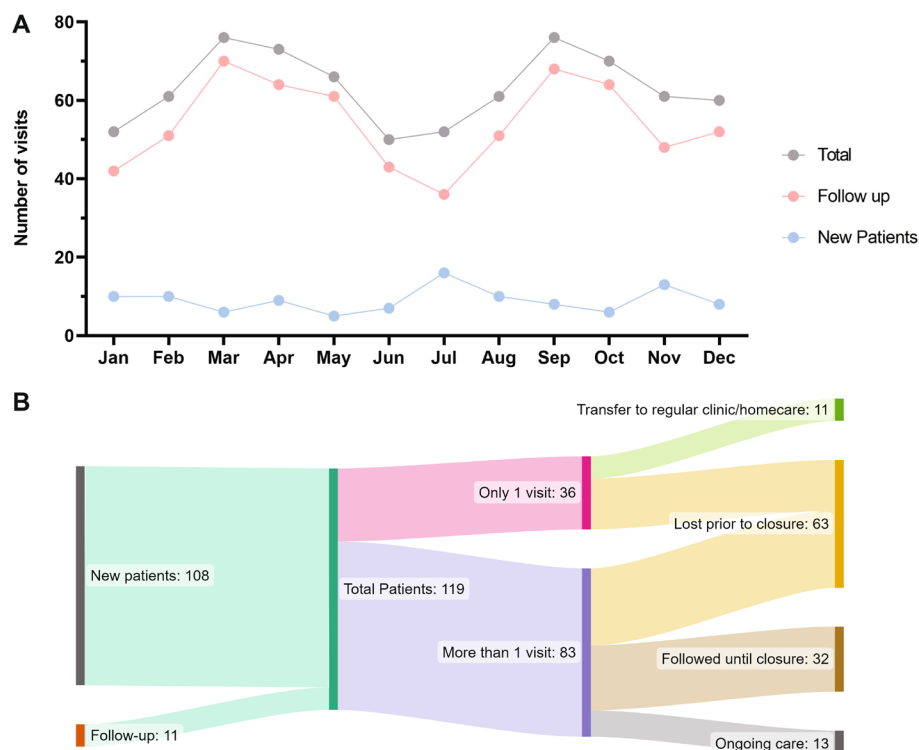 A
80
60
40
20
0
Number of visits
Jan Feb Mar Apr May Jun Jul Aug Sep Oct Nov Dec
Total
Follow up
New Patients
B
Transfer to regular clinic/homecare: 11
Only 1 visit: 36
Lost prior to closure: 63
New patients: 108
Total Patients: 119
More than 1 visit: 83
Followed until closure: 32
Follow-up: 11
Ongoing care: 13